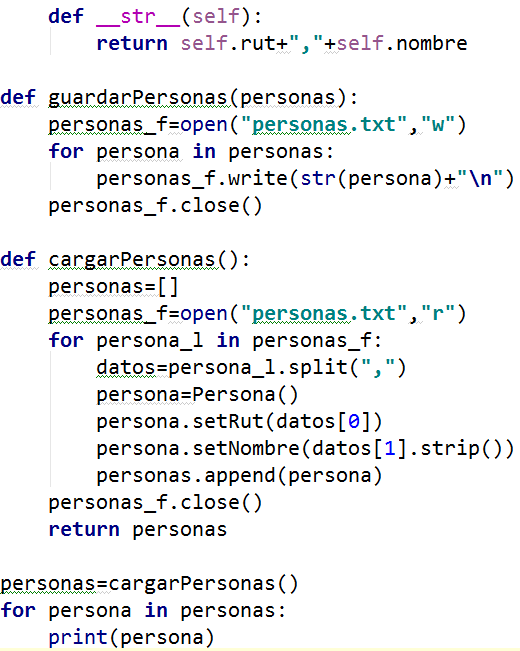 def __str__(self):
        return self.rut+","+self.nombre

def guardarPersonas(personas):
    personas_f=open("personas.txt","w")
    for persona in personas:
        personas_f.write(str(persona)+"\n")
    personas_f.close()

def cargarPersonas():
    personas=[]
    personas_f=open("personas.txt","r")
    for persona_l in personas_f:
        datos=persona_l.split(",")
        persona=Persona()
        persona.setRut(datos[0])
        persona.setNombre(datos[1].strip())
        personas.append(persona)
    personas_f.close()
    return personas

personas=cargarPersonas()
for persona in personas:
    print(persona)